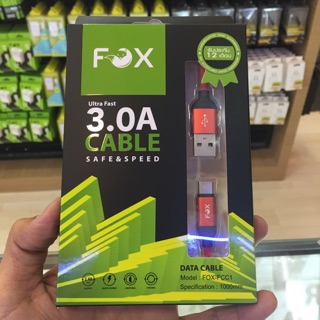 FOX
รับประกัน
12 เดือน
Ultra Fast
3.0A
CABLE
SAFE&SPEED
FOX
DATA CABLE
Model : FOX-FCC1
Specification : 1000mm